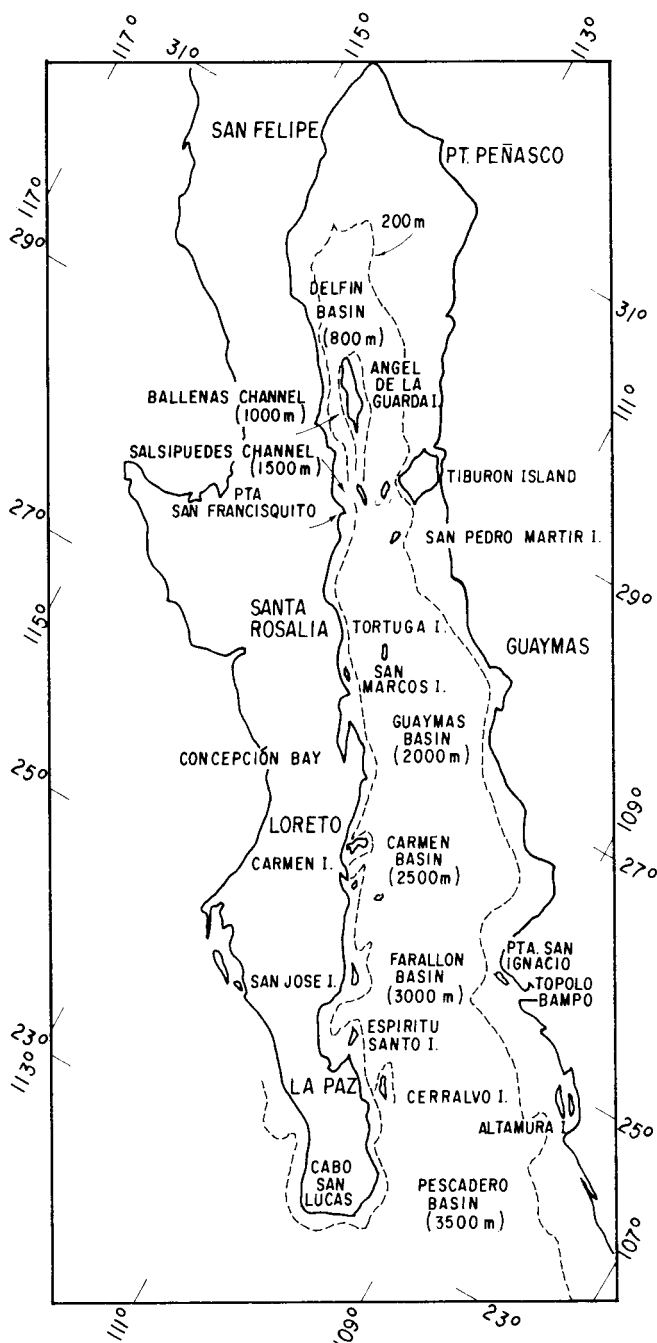 117°
31°
115°
113°
SAN FELIPE
PT. PEÑASCO
117°
29°
200m
DELFIN
BASIN
(800m)
31°
ANGEL
DE LA
GUARDA I.
BALLENAS CHANNEL
(1000m)
111°
SALSIPUEDES CHANNEL
(1500m)
TIBURON ISLAND
PTA
SAN FRANCISQUITO
27°
SAN PEDRO MARTIR I.
29°
115°
SANTA
ROSALIA
TORTUGA I.
GUAYMAS
SAN
MARCOS I.
GUAYMAS
BASIN
(2000m)
CONCEPCIÓN BAY
25°
109°
LORETO
27°
CARMEN I.
CARMEN
BASIN
(2500m)
PTA. SAN
IGNACIO
SAN JOSE I.
FARALLON
BASIN
(3000m)
TOPOLO
BAMPO
23°
113°
ESPIRITU
SANTO I.
LA PAZ
CERRALVO I.
ALTAMURA I.
25°
CABO
SAN
LUCAS
PESCADERO
BASIN
(3500m)
107°
111°
109°
23°